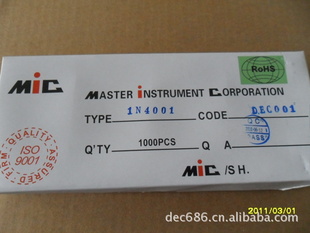 MIC
RoHS
MASTER INSTRUMENT CORPORATION
TYPE 1N4001 CODE DEC001
FIRM QUALITY ASSURED
ISO 9001
Q'TY 1000PCS Q A
QC
MIC /SH.
2011/03/01
dec686.cn.alibaba.com